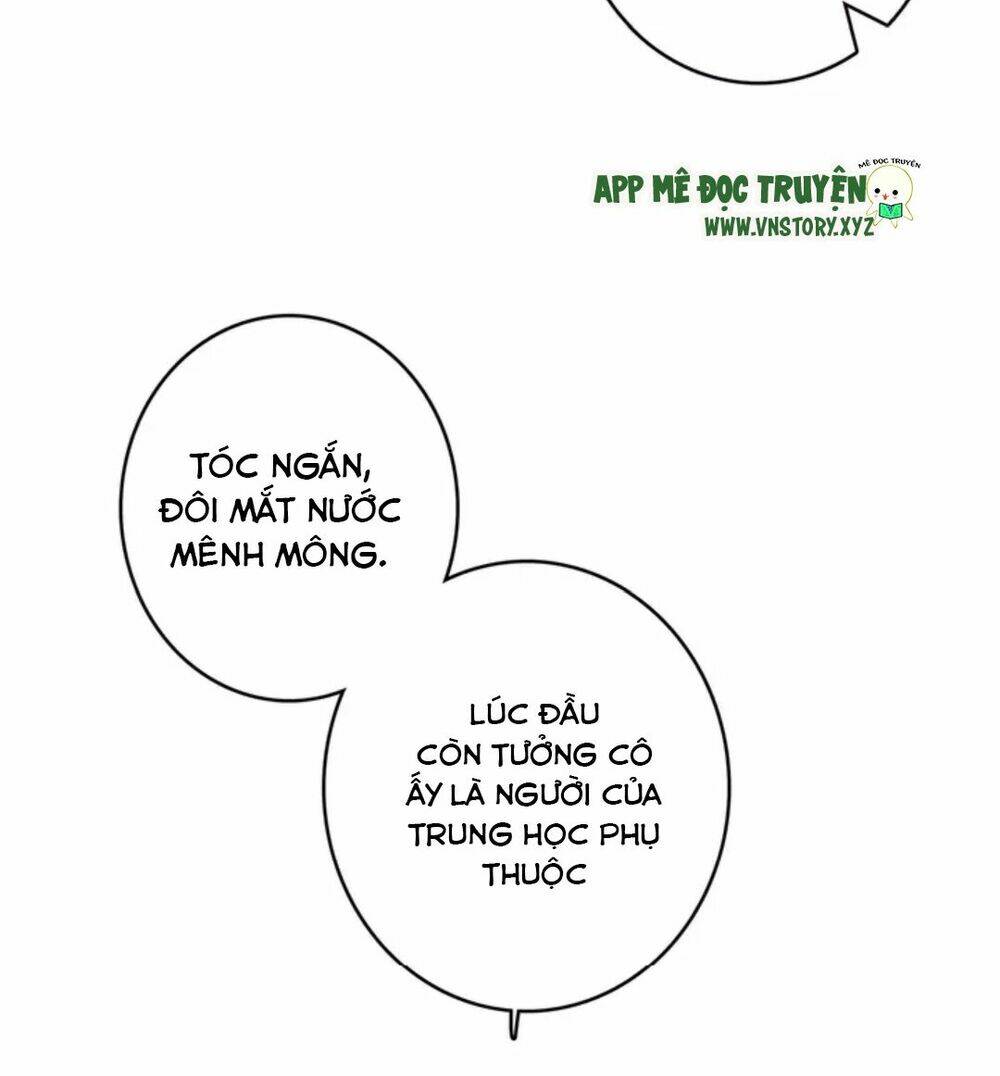 MÊ ĐỌC TRUYỆN
APP MÊ ĐỌC TRUYỆN
WWW.VNSTORY.XYZ
TÓC NGẮN,
ĐÔI MẮT NƯỚC
MÊNH MÔNG.
LÚC ĐẦU
CÒN TƯỞNG CÔ
ẤY LÀ NGƯỜI CỦA
TRUNG HỌC PHỤ
THUỘC